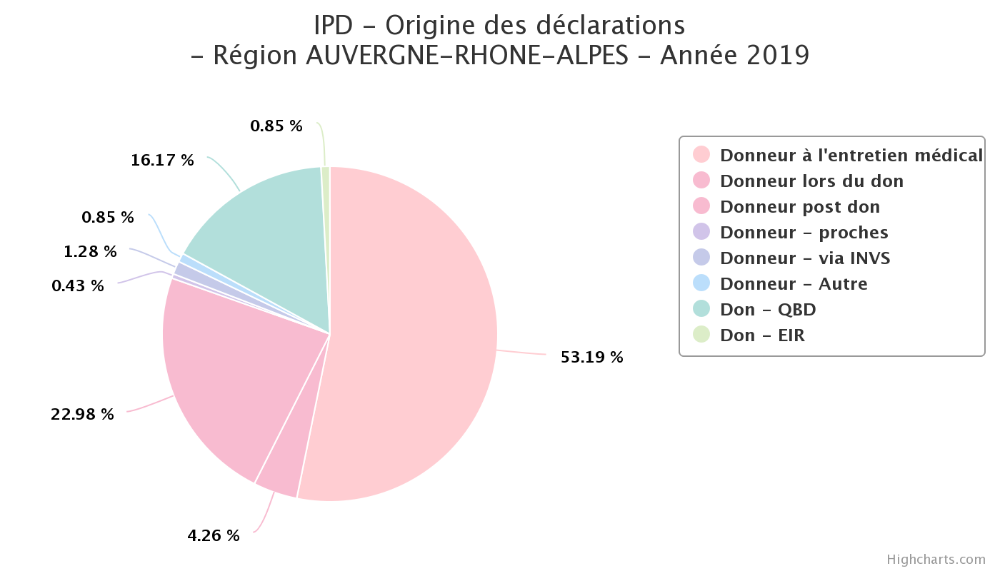 IPD - Origine des déclarations
- Région AUVERGNE-RHONE-ALPES - Année 2019
0.85 %
16.17 %
0.85 %
1.28 %
0.43 %
22.98 %
4.26 %
53.19 %
Donneur à l'entretien médical
Donneur lors du don
Donneur post don
Donneur - proches
Donneur - via INVS
Donneur - Autre
Don - QBD
Don - EIR
Highcharts.com